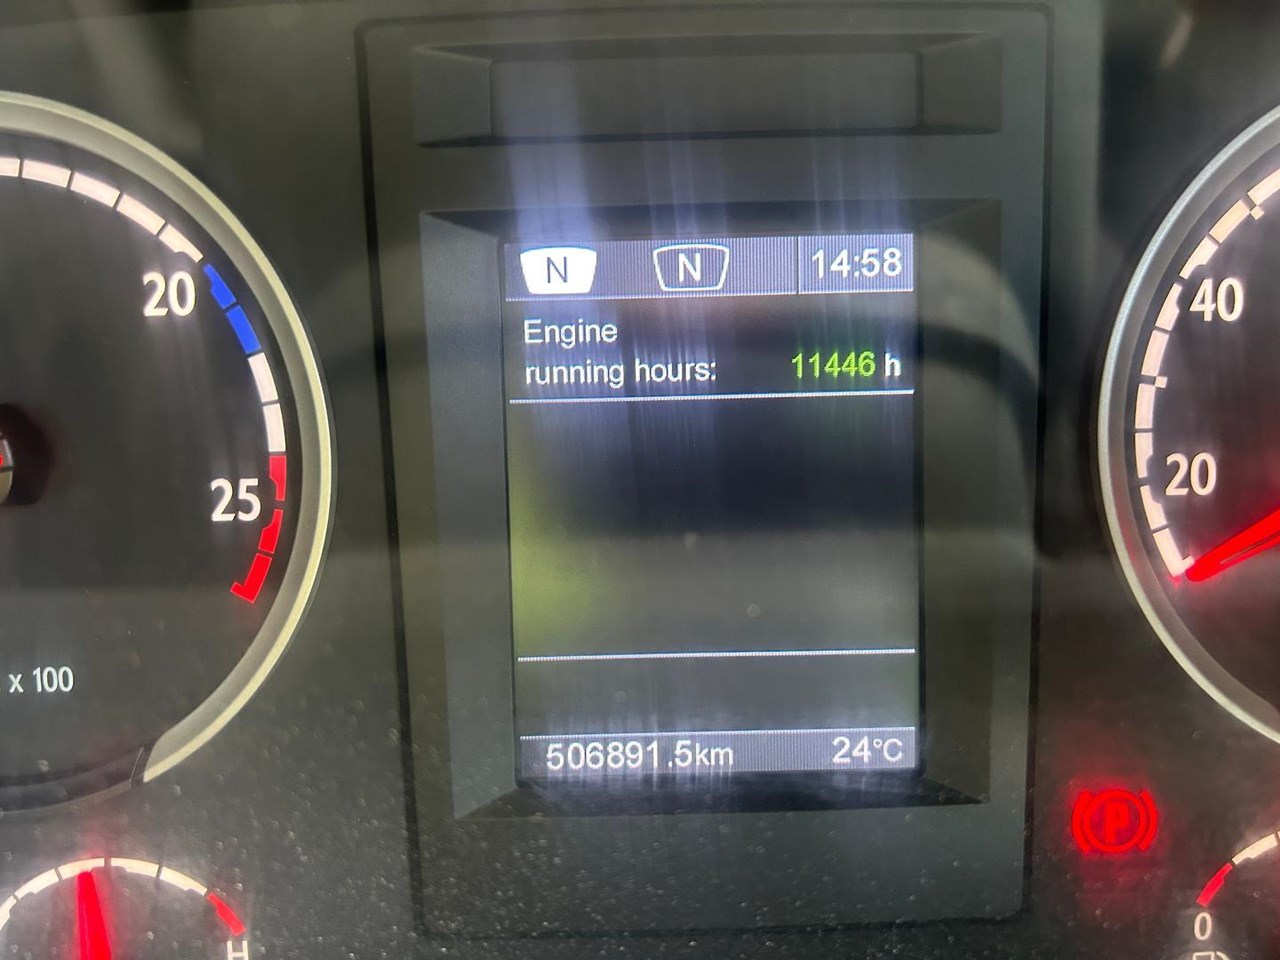 N N 14:58
Engine
running hours: 11446 h
506891.5km 24°C
20
25
x 100
H
40
20
P
0